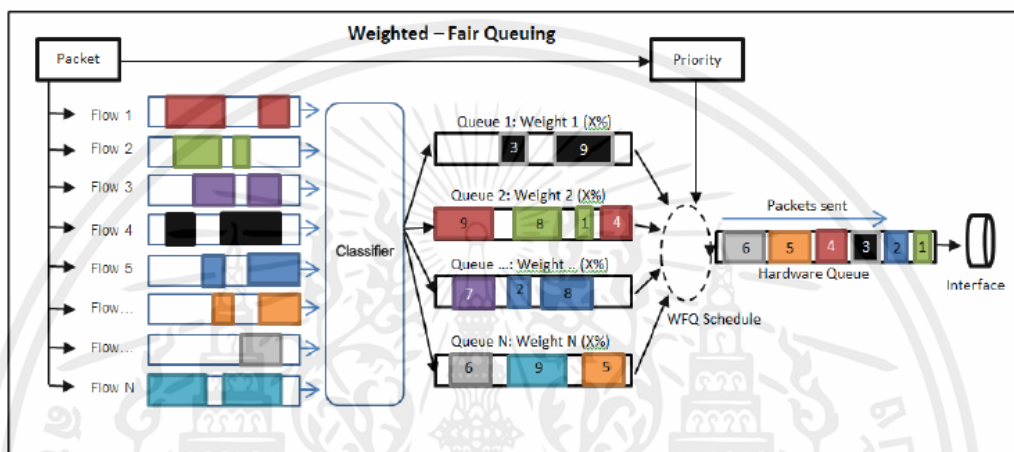 Weighted – Fair Queuing
Packet
Priority
Flow 1
Flow 2
Flow 3
Flow 4
Flow 5
Flow...
Flow...
Flow N
Classifier
Queue 1: Weight 1 (X%)
3 9
Queue 2: Weight 2 (X%)
9 8 1 4
Queue ...: Weight .. (X%)
7 2 8
Queue N: Weight N (X%)
6 9 5
WFQ Schedule
Packets sent
6 5 4 3 2 1
Hardware Queue
Interface